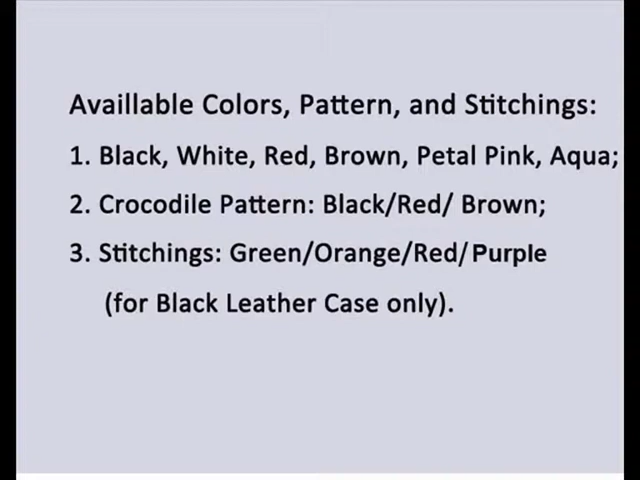 Availlable Colors, Pattern, and Stitchings:
1. Black, White, Red, Brown, Petal Pink, Aqua;
2. Crocodile Pattern: Black/Red/ Brown;
3. Stitchings: Green/Orange/Red/Purple
(for Black Leather Case only).